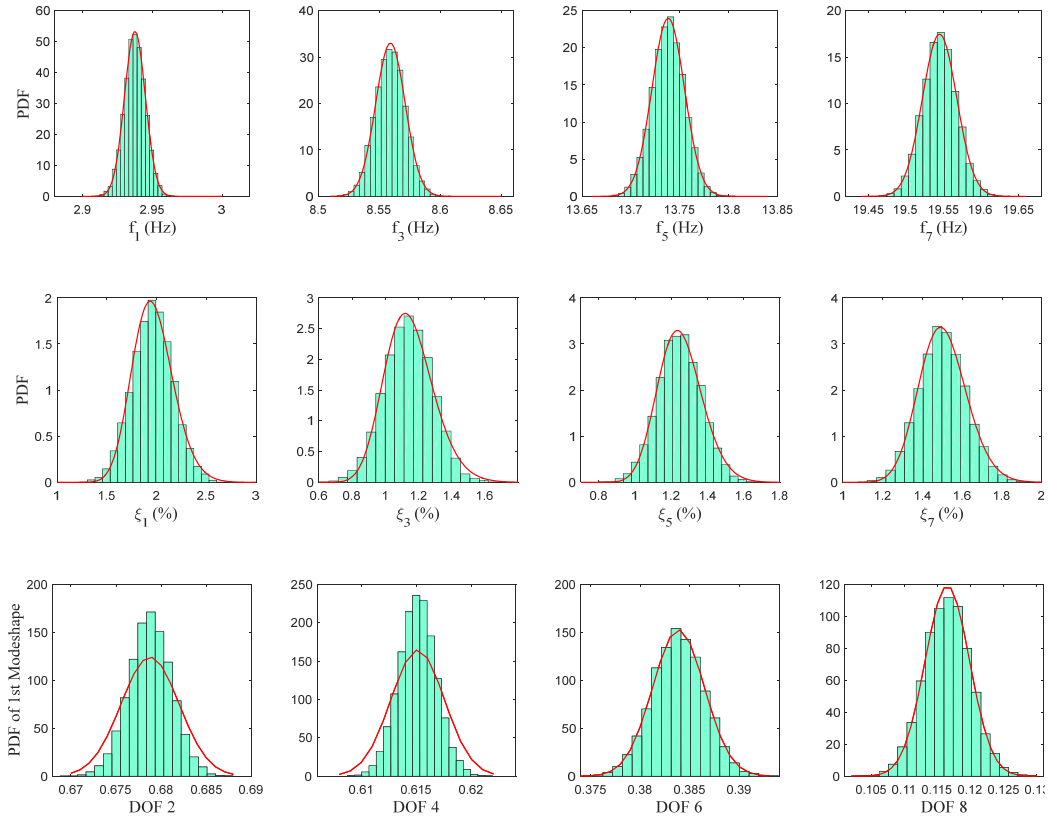 60 50 40 30 20 10 0
PDF
2.9 2.95 3
f1 (Hz)
40 30 20 10 0
8.5 8.55 8.6 8.65
f3 (Hz)
25 20 15 10 5 0
13.65 13.7 13.75 13.8 13.85
f5 (Hz)
20 15 10 5 0
19.45 19.5 19.55 19.6 19.65
f7 (Hz)
2 1.5 1 0.5 0
PDF
1 1.5 2 2.5 3
ξ1 (%)
3 2.5 2 1.5 1 0.5 0
0.6 0.8 1 1.2 1.4 1.6
ξ3 (%)
4 3 2 1 0
0.8 1 1.2 1.4 1.6 1.8
ξ5 (%)
4 3 2 1 0
1 1.2 1.4 1.6 1.8 2
ξ7 (%)
200 150 100 50 0
PDF of 1st Modeshape
0.67 0.675 0.68 0.685 0.69
DOF 2
250 200 150 100 50 0
0.61 0.615 0.62
DOF 4
200 150 100 50 0
0.375 0.38 0.385 0.39
DOF 6
120 100 80 60 40 20 0
0.105 0.11 0.115 0.12 0.125 0.13
DOF 8